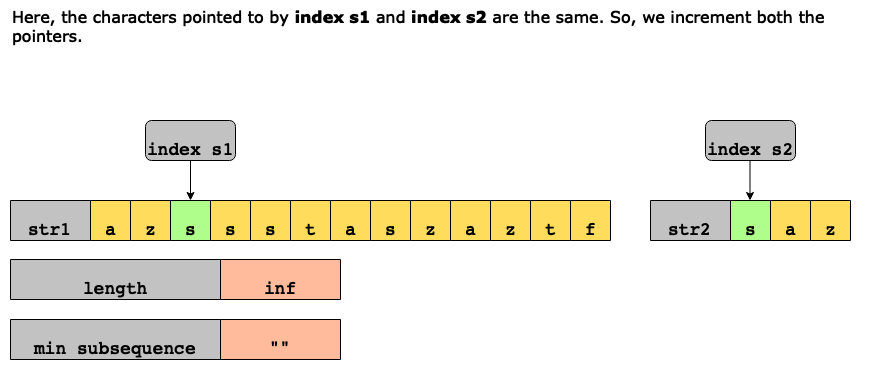 Here, the characters pointed to by index s1 and index s2 are the same. So, we increment both the
pointers.
index s1 index s2
str1 a z s s s t a s z a z t f str2 s a z
length inf
min subsequence ""